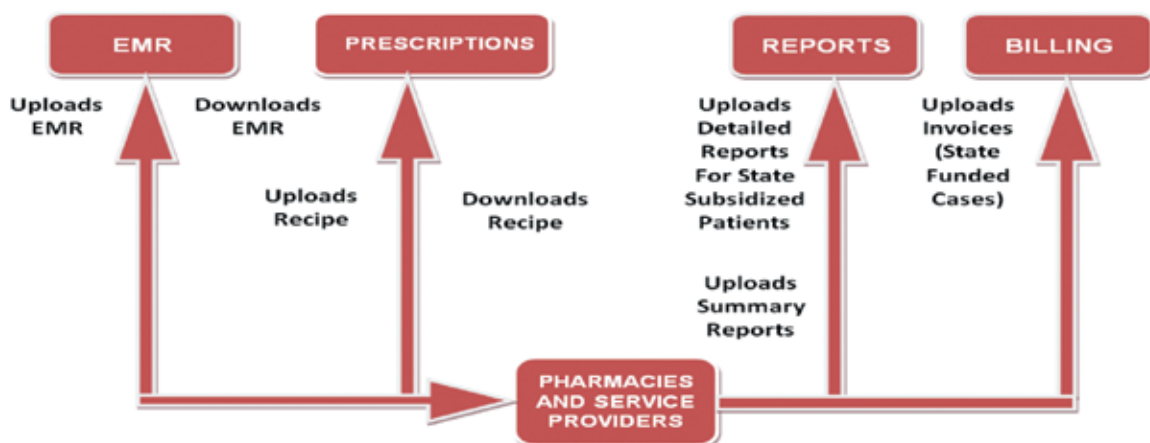 EMR
PRESCRIPTIONS
REPORTS
BILLING
Uploads
EMR
Downloads
EMR
Uploads
Recipe
Downloads
Recipe
Uploads
Detailed
Reports
For State
Subsidized
Patients
Uploads
Summary
Reports
Uploads
Invoices
(State
Funded
Cases)
PHARMACIES
AND SERVICE
PROVIDERS